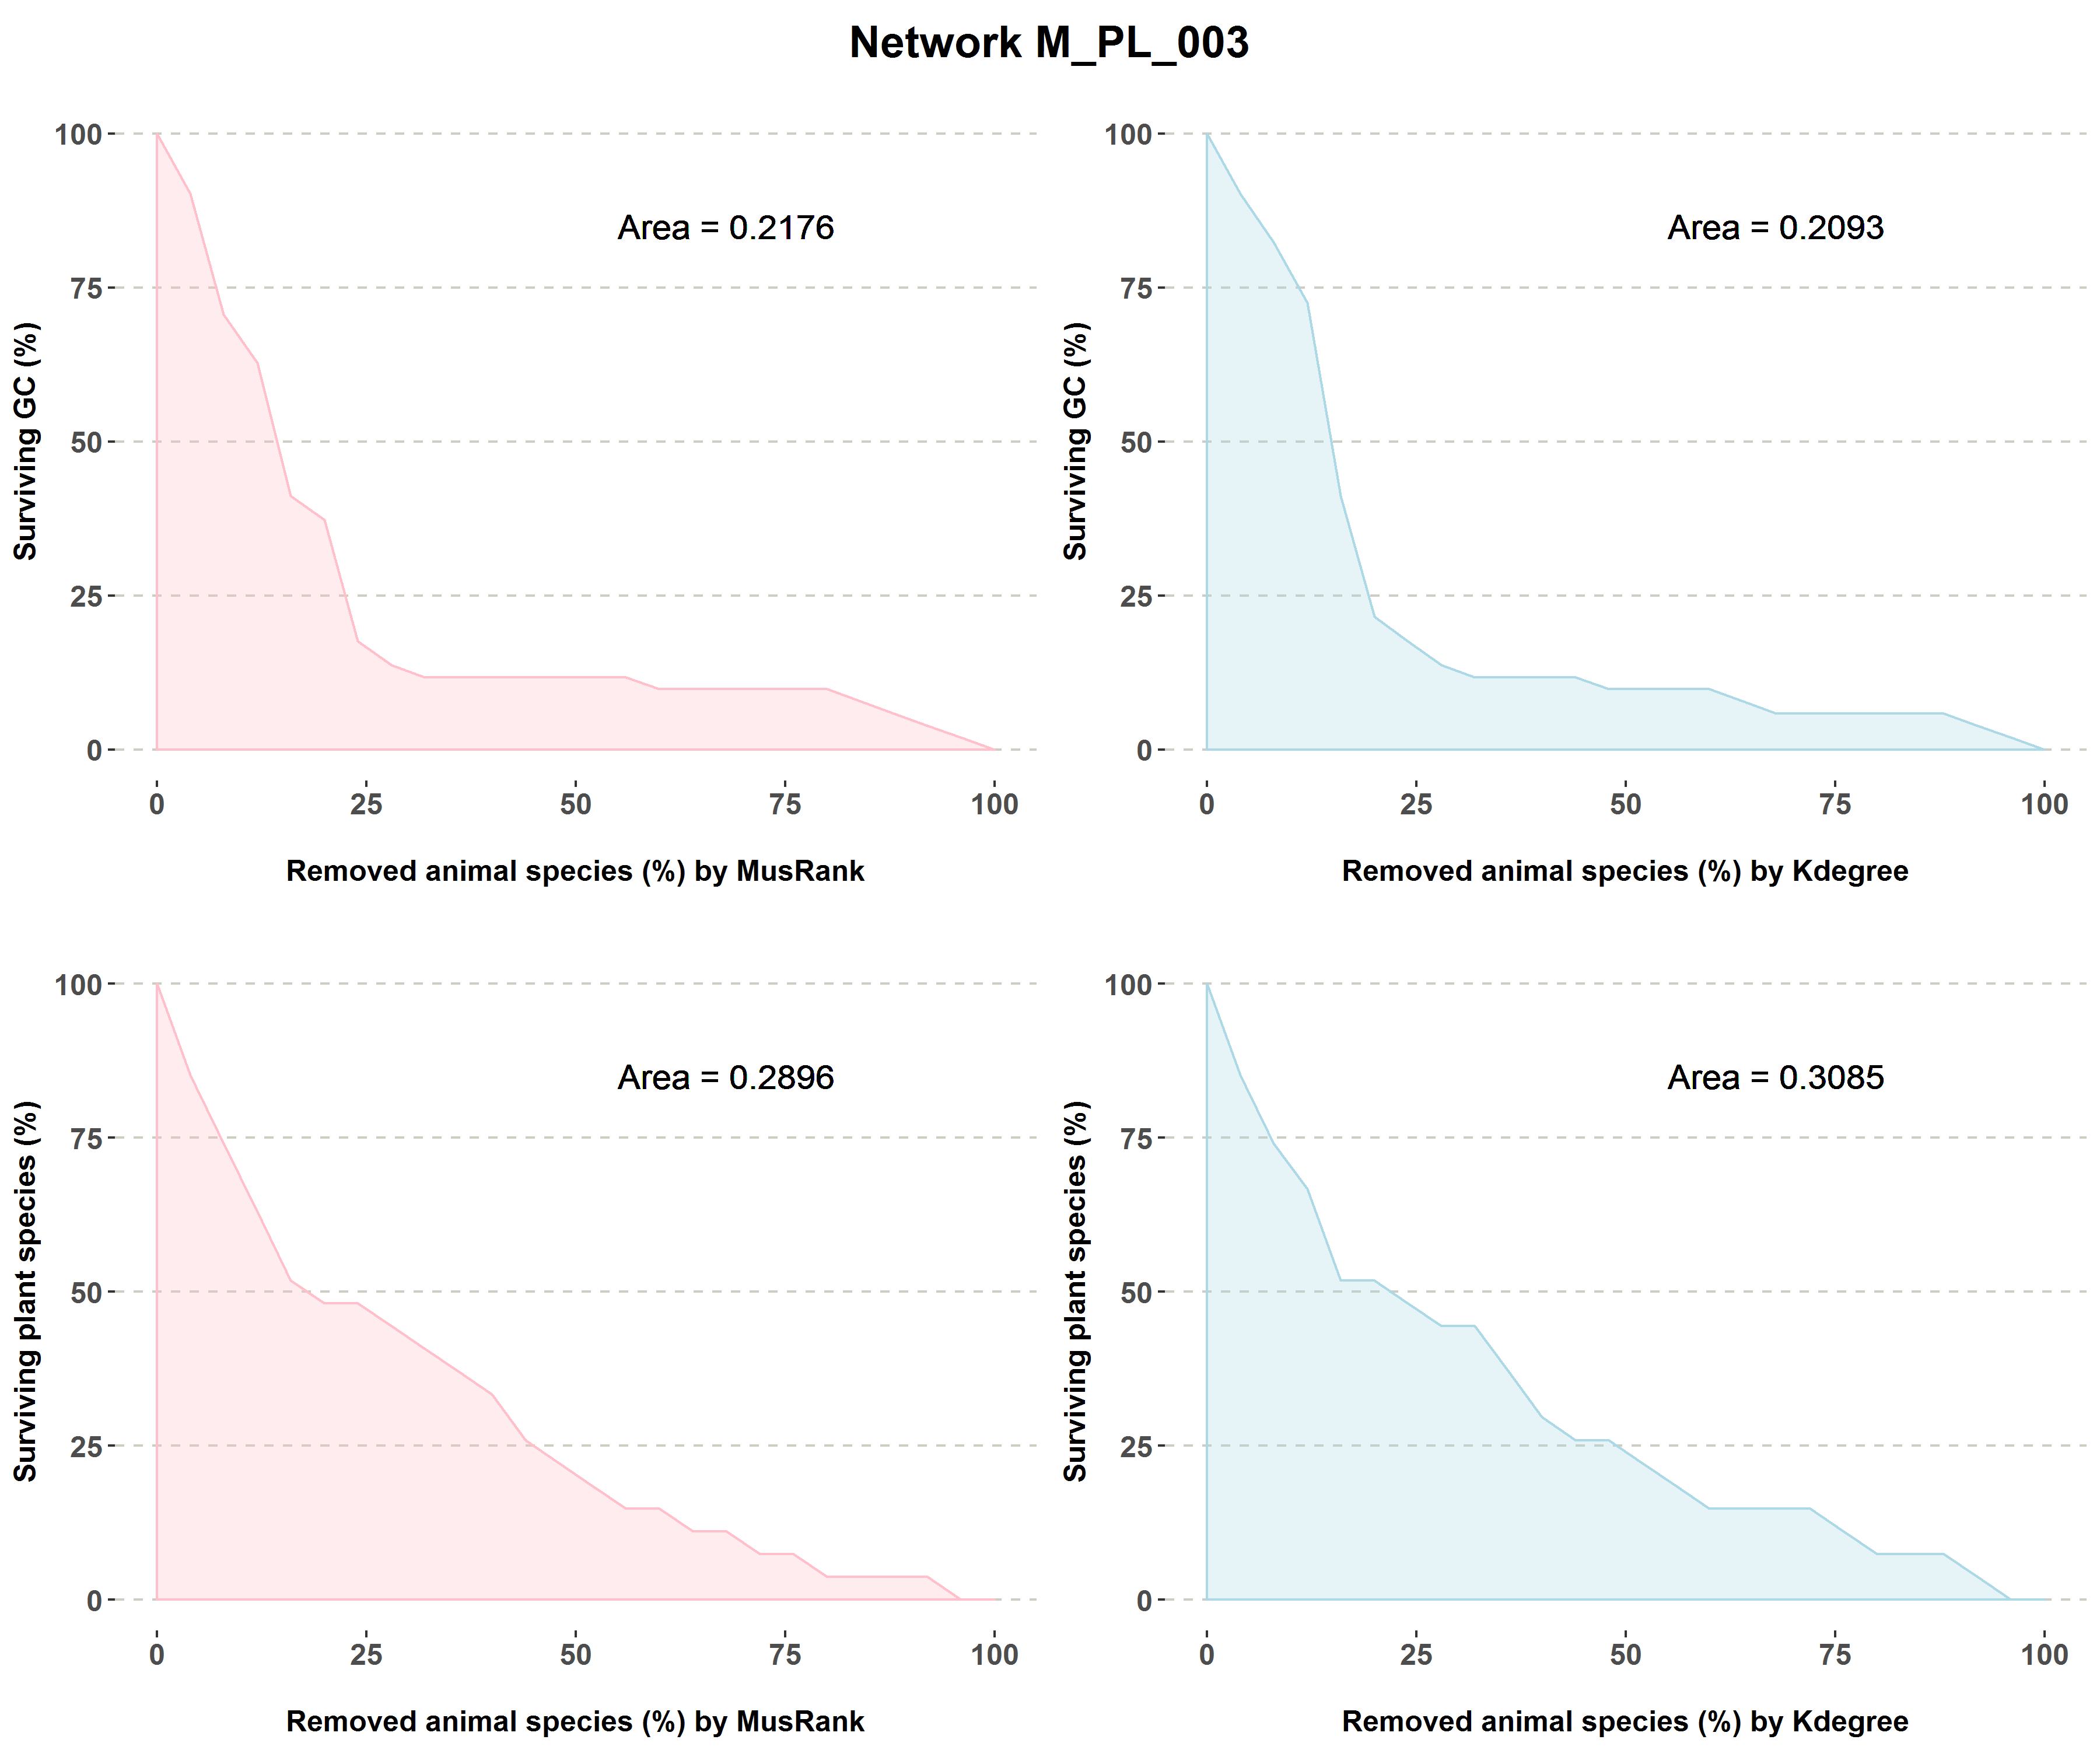 Network M_PL_003
100
75
50
25
0
Surviving GC (%)
Area = 0.2176
0 25 50 75 100
Removed animal species (%) by MusRank
100
75
50
25
0
Surviving GC (%)
Area = 0.2093
0 25 50 75 100
Removed animal species (%) by Kdegree
100
75
50
25
0
Surviving plant species (%)
Area = 0.2896
0 25 50 75 100
Removed animal species (%) by MusRank
100
75
50
25
0
Surviving plant species (%)
Area = 0.3085
0 25 50 75 100
Removed animal species (%) by Kdegree